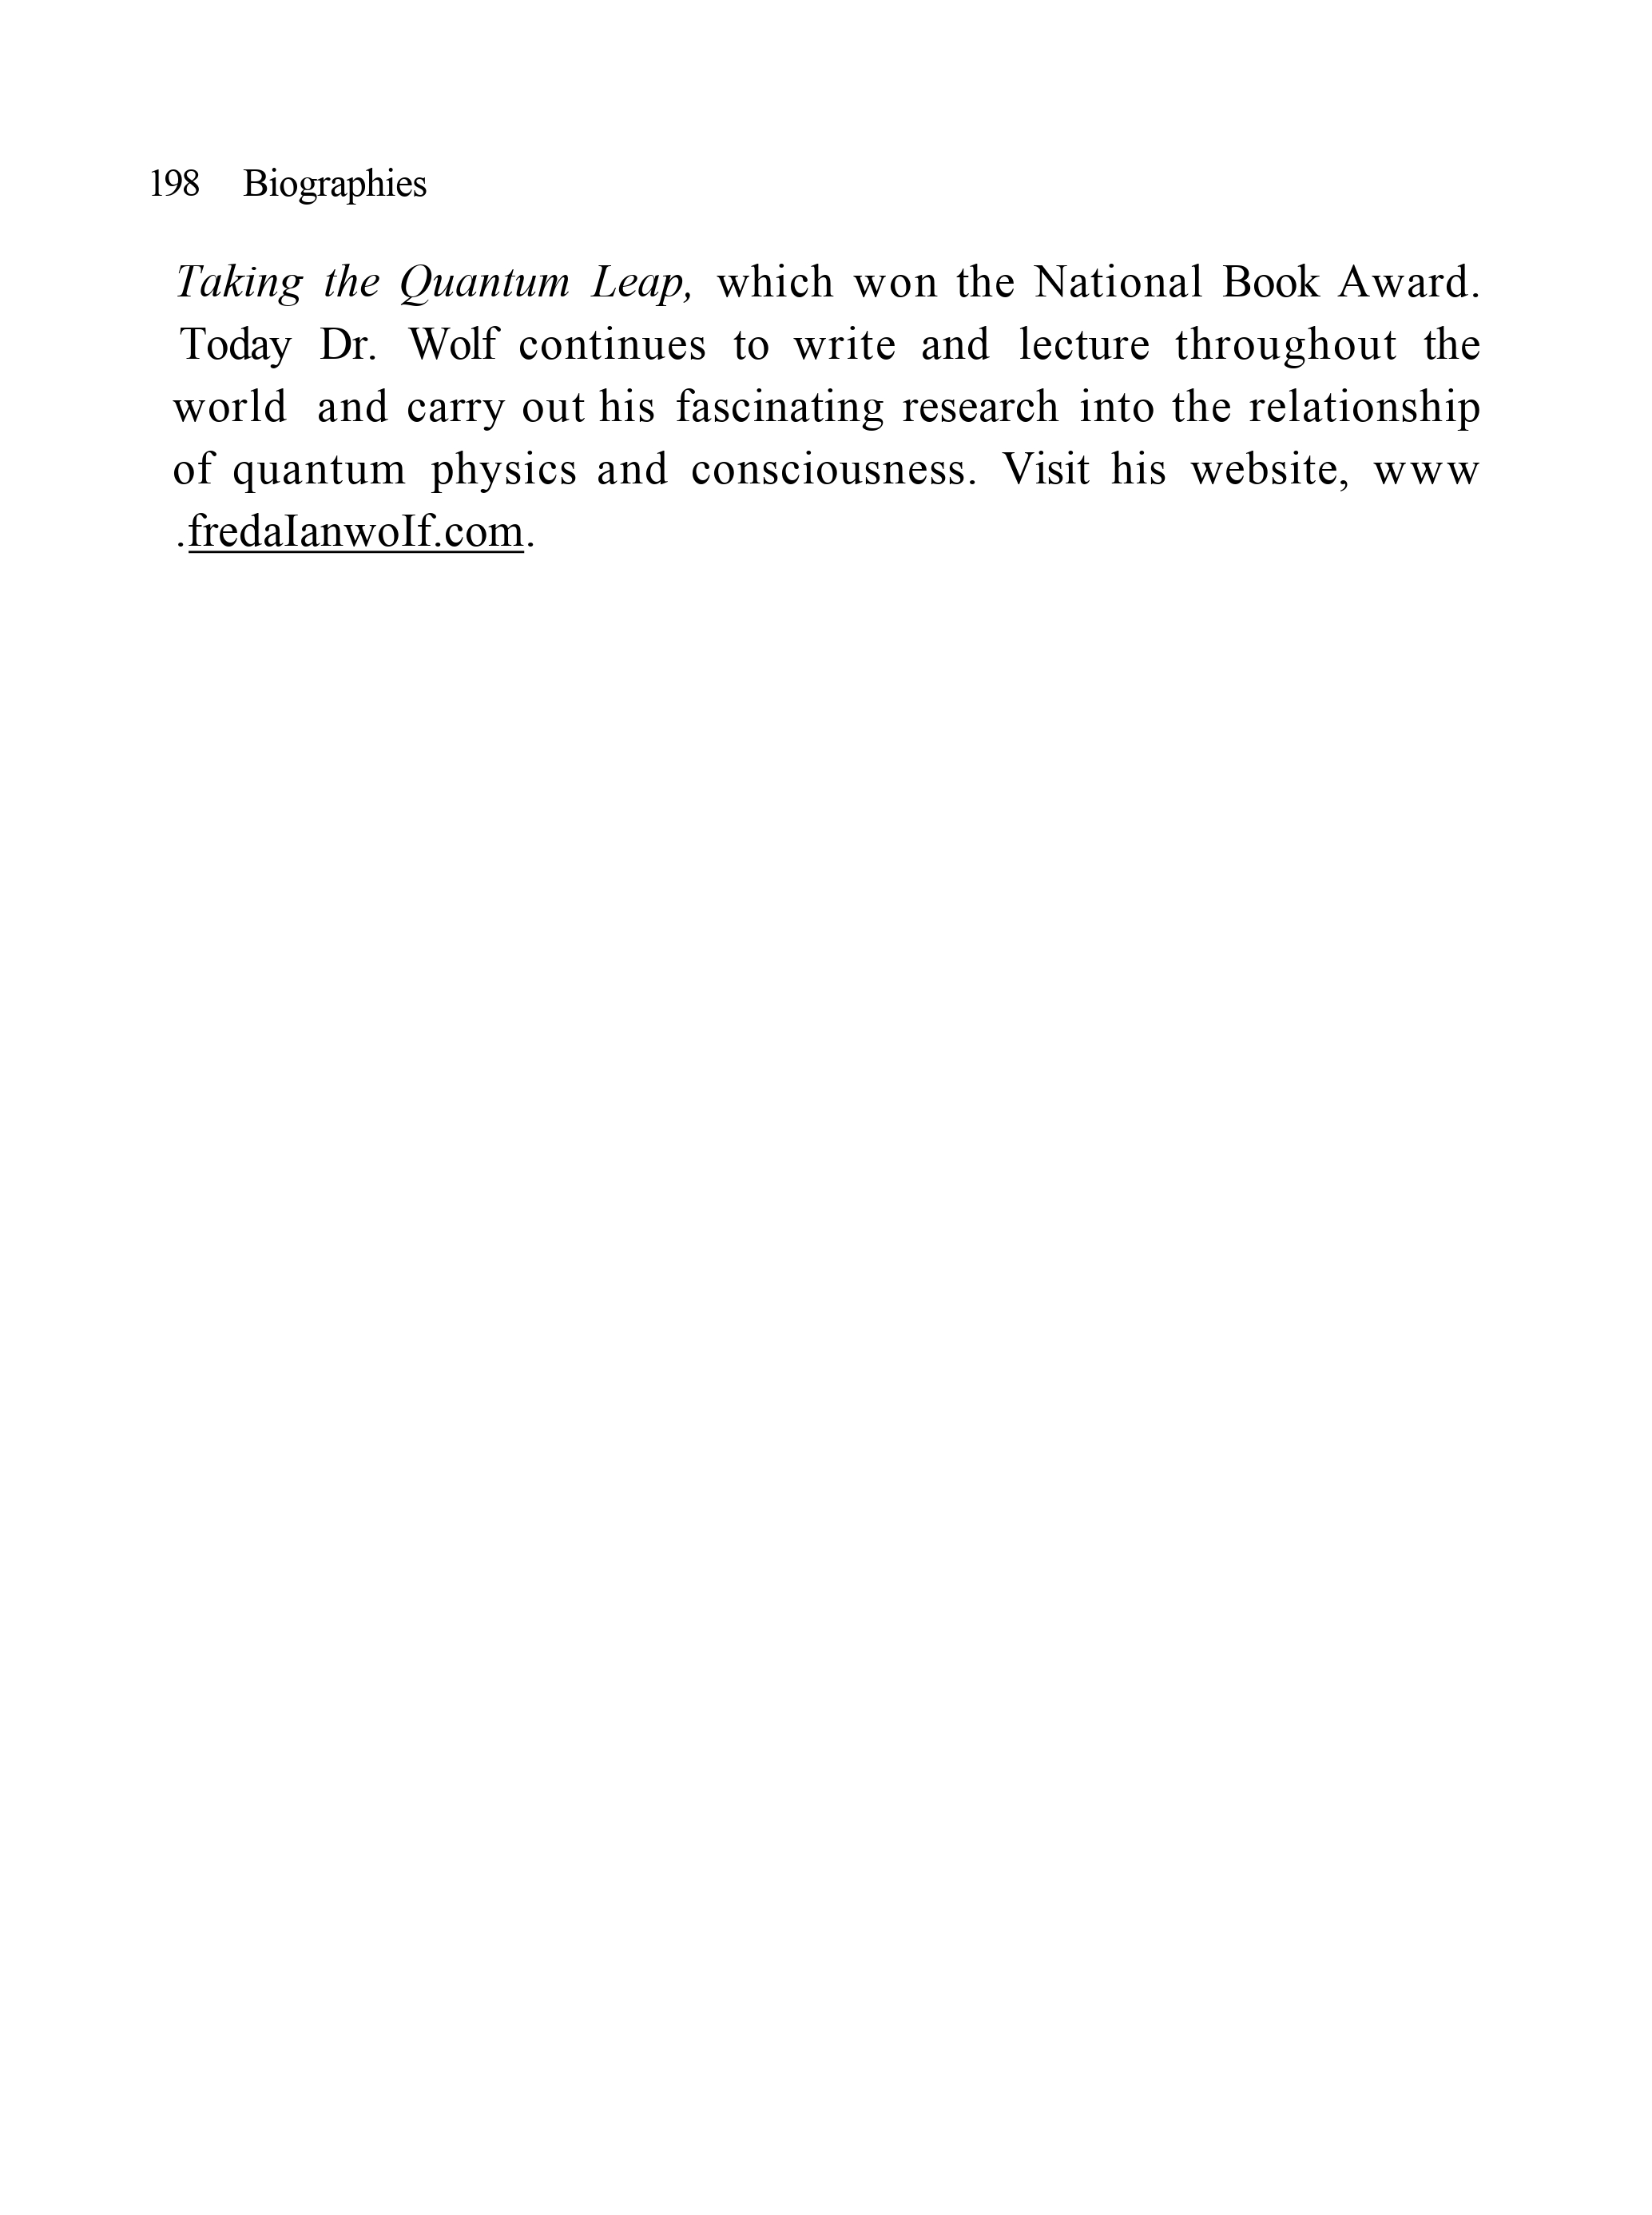 198 Biographies
Taking the Quantum Leap, which won the National Book Award.
Today Dr. Wolf continues to write and lecture throughout the
world and carry out his fascinating research into the relationship
of quantum physics and consciousness. Visit his website, www
.fredaIanwoIf.com.